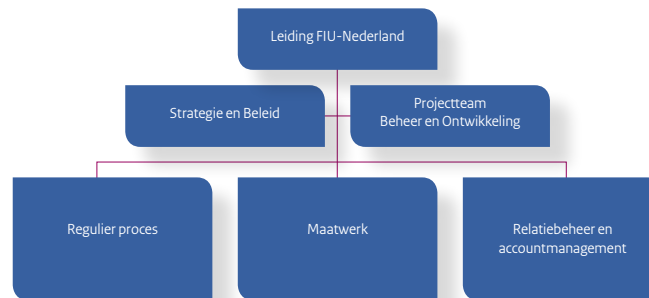 Leiding FIU-Nederland
Strategie en Beleid
Projectteam
Beheer en Ontwikkeling
Regulier proces
Maatwerk
Relatiebeheer en
accountmanagement